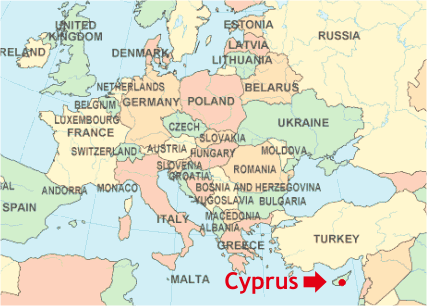 ESTONIA
UNITED
KINGDOM
RUSSIA
LATVIA
IRELAND
DENMARK
LITHUANIA
NETHERLANDS
BELARUS
GERMANY
POLAND
BELGIUM
LUXEMBOURG
UKRAINE
CZECH
FRANCE
SLOVAKIA
SWITZERLAND
AUSTRIA
MOLDOVA
HUNGARY
SLOVENIA
ROMANIA
CROATIA
AL
ANDORRA
MONACO
BOSNIA AND HERZEGOVINA
YUGOSLAVIA
BULGARIA
SPAIN
ITALY
MACEDONIA
ALBANIA
TURKEY
GREECE
MALTA
Cyprus